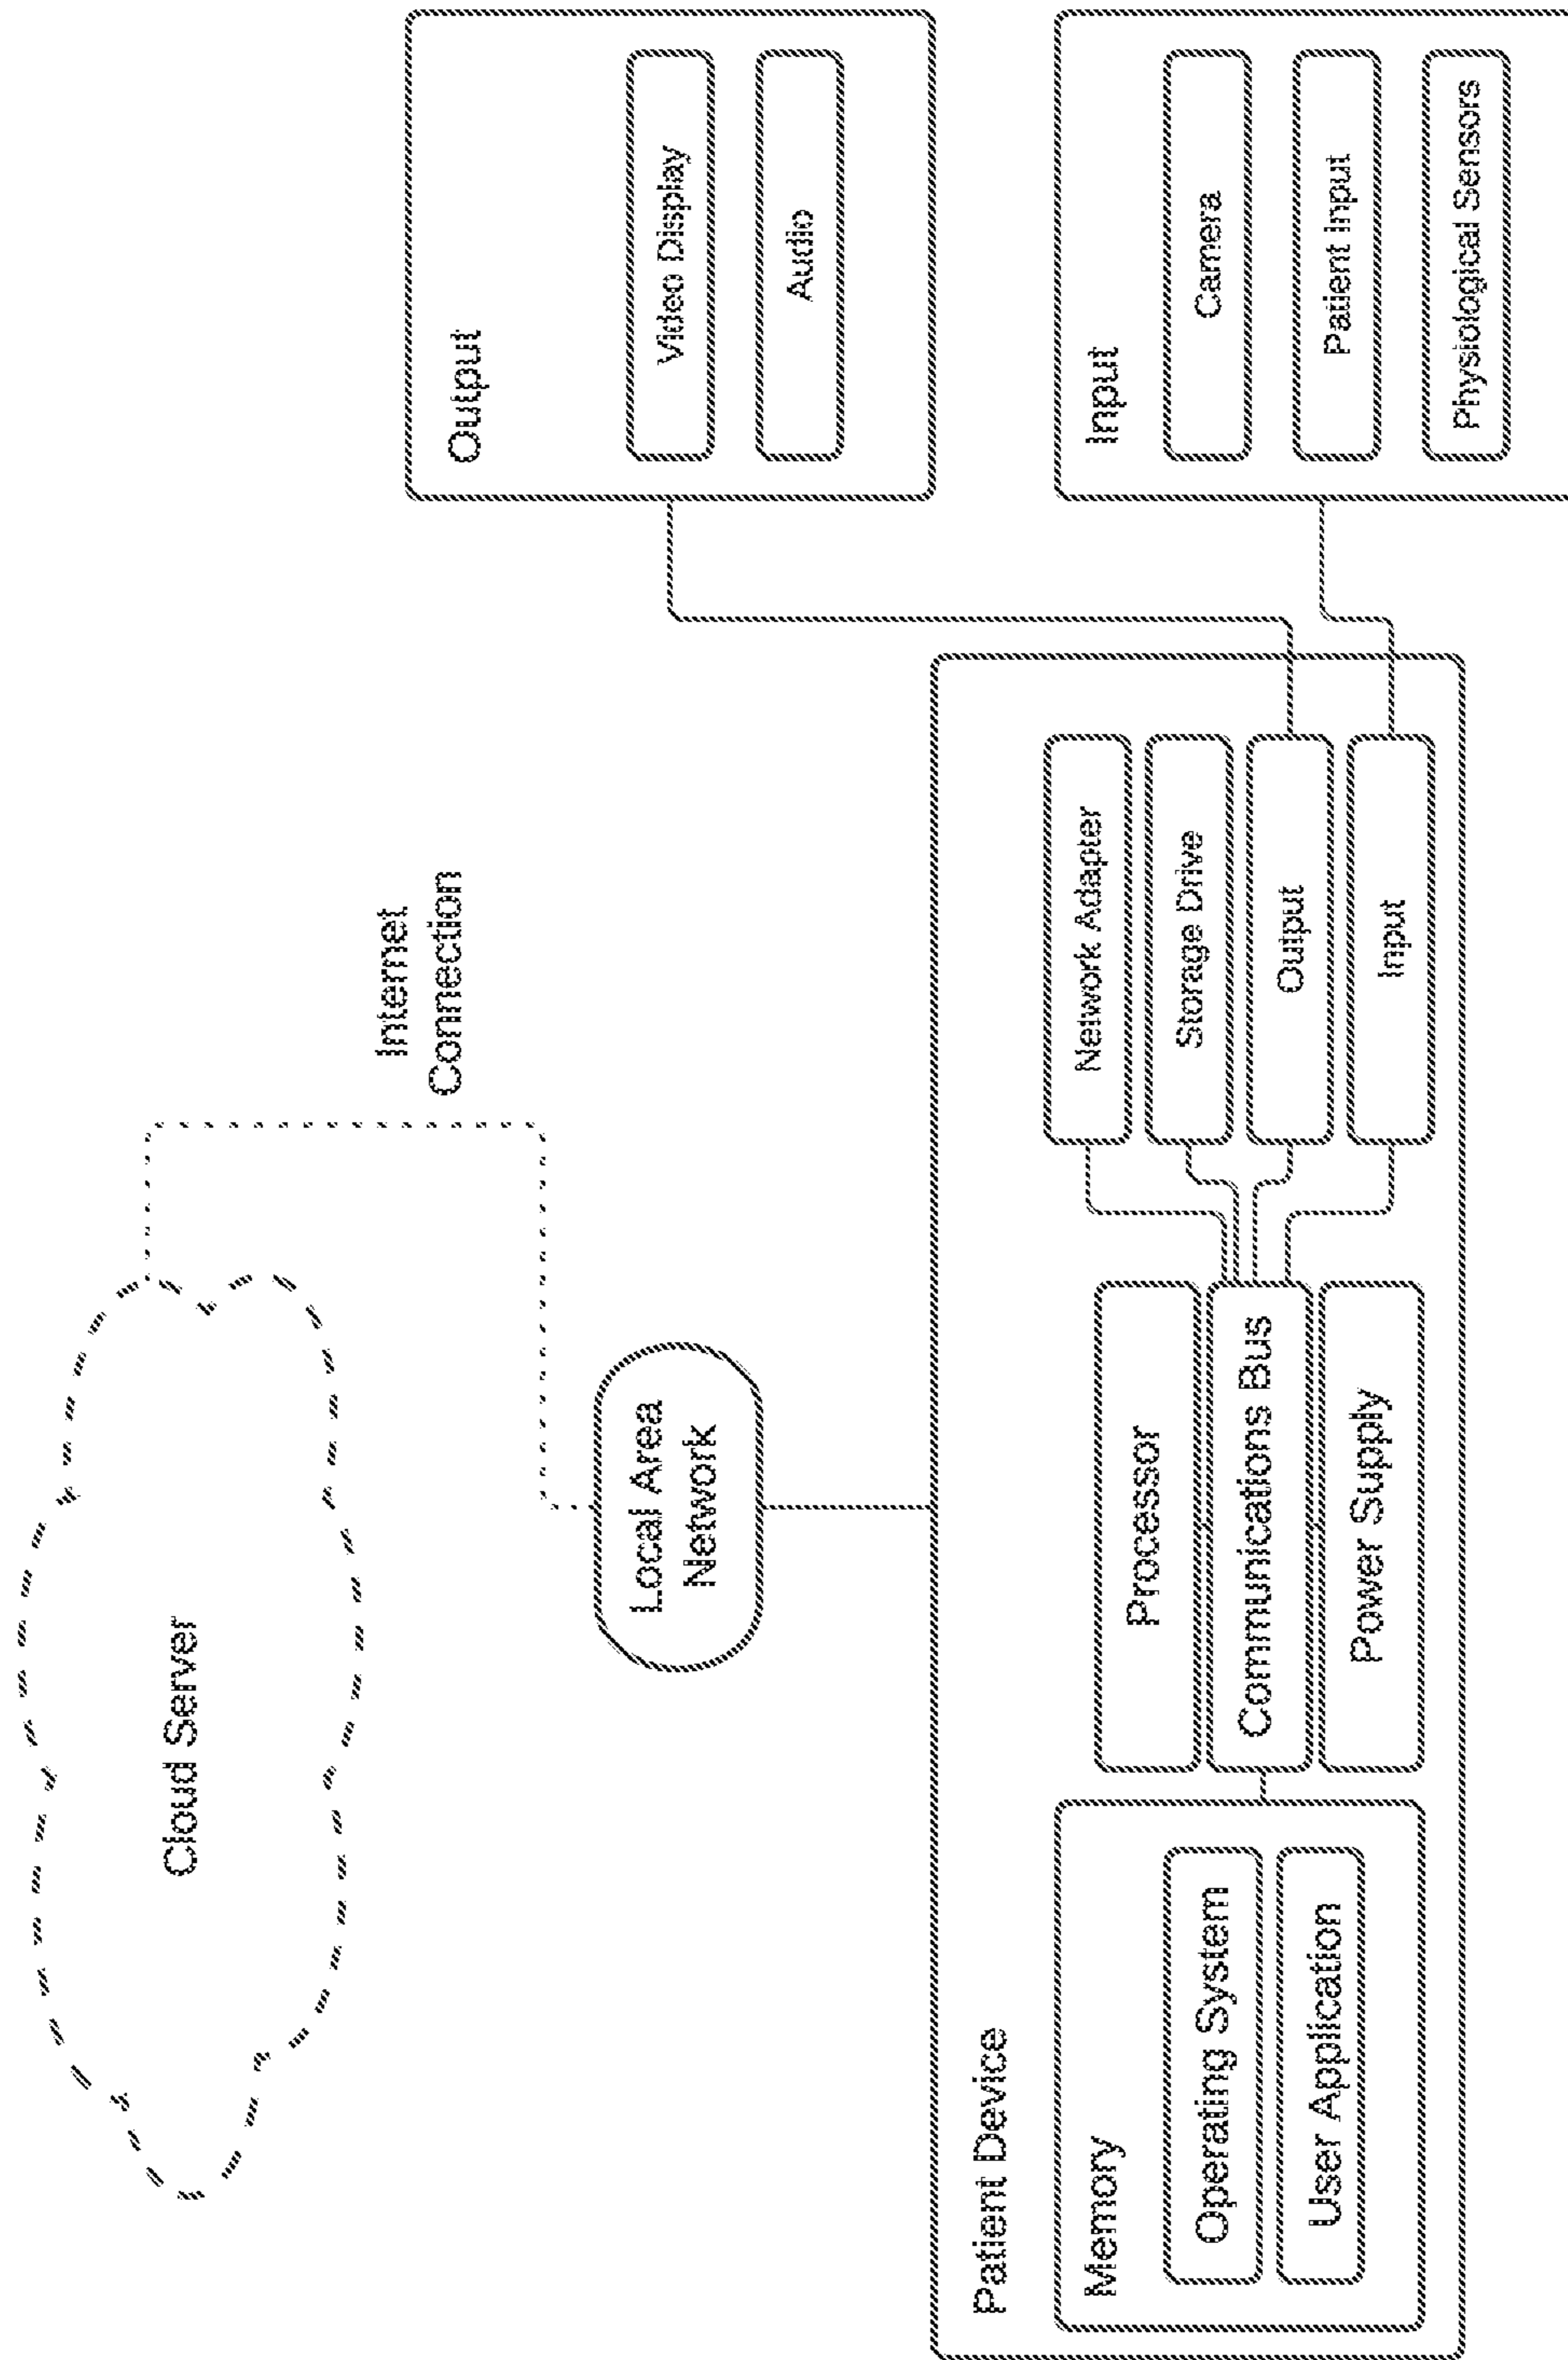 Cloud Server
Internet
Connection
Local Area
Network
Output
Video Display
Audio
Patient Device
Memory
Operating System
User Application
Processor
Communications Bus
Power Supply
Network Adapter
Storage Drive
Output
Input
Input
Camera
Patient Input
Physiological Sensors